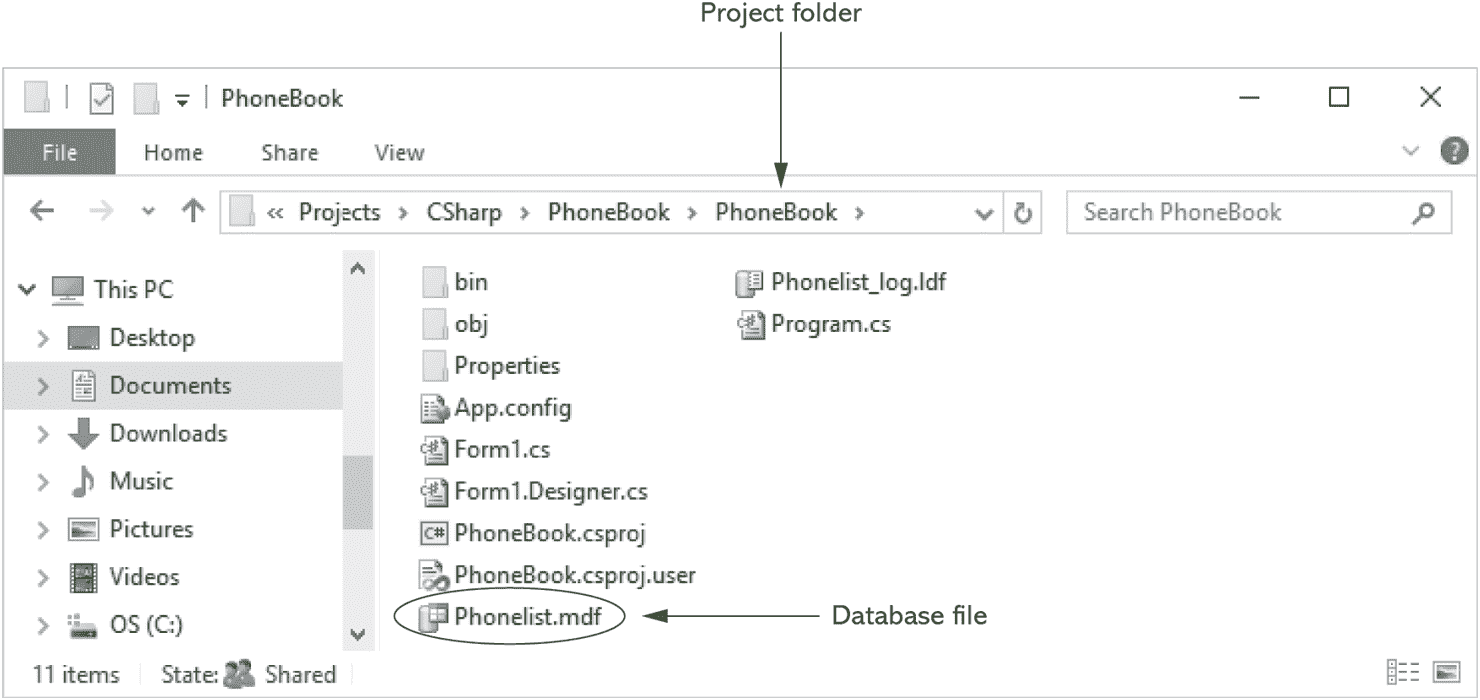 Project folder
PhoneBook
File Home Share View
« Projects > CSharp > PhoneBook > PhoneBook >
Search PhoneBook
This PC
Desktop
Documents
Downloads
Music
Pictures
Videos
OS (C:)
bin
obj
Properties
App.config
Form1.cs
Form1.Designer.cs
PhoneBook.csproj
PhoneBook.csproj.user
Phonelist.mdf
Database file
Phonelist_log.ldf
Program.cs
11 items State: Shared